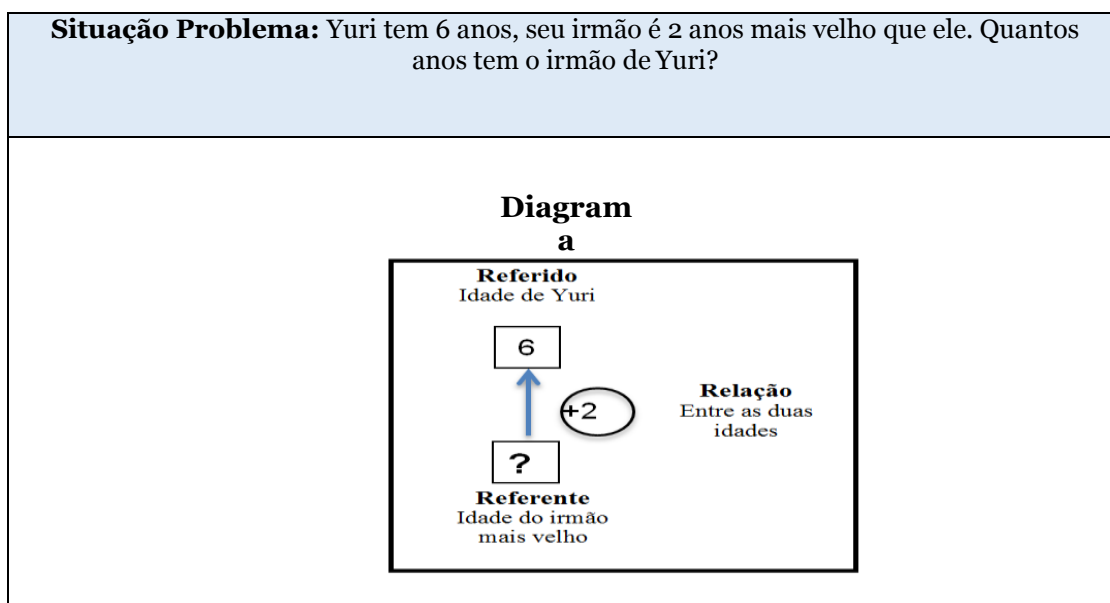 Situação Problema: Yuri tem 6 anos, seu irmão é 2 anos mais velho que ele. Quantos
anos tem o irmão de Yuri?
Diagram
a
Referido
Idade de Yuri
6
+2
Relação
Entre as duas
idades
?
Referente
Idade do irmão
mais velho